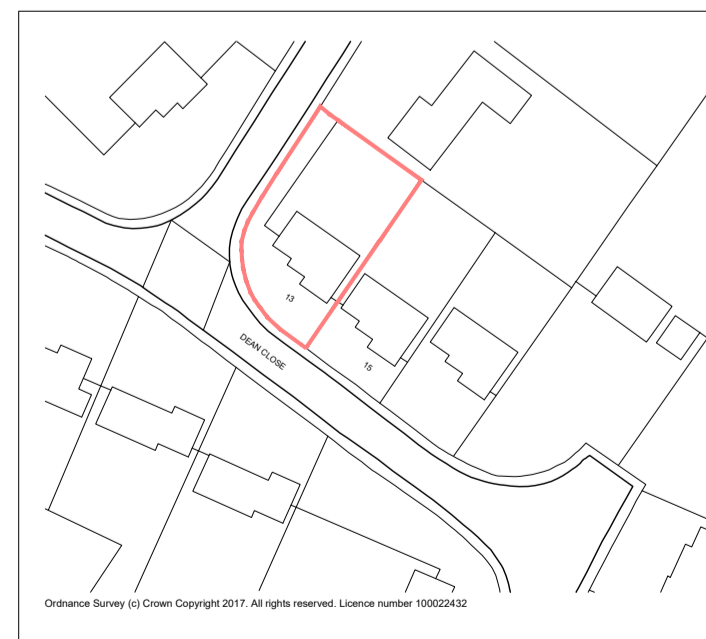 13
15
DEAN CLOSE
Ordnance Survey (c) Crown Copyright 2017. All rights reserved. Licence number 100022432